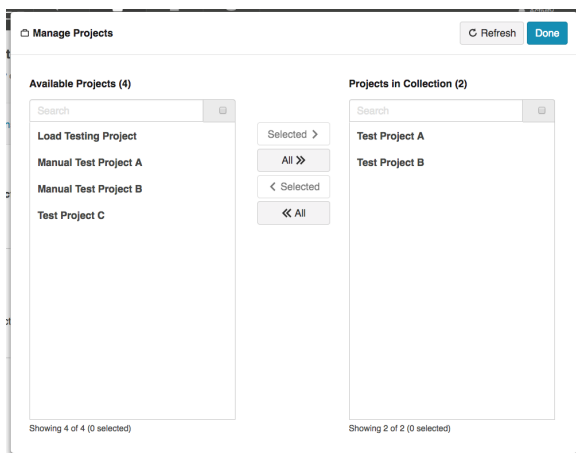 Manage Projects
Refresh
Done
Available Projects (4)
Projects in Collection (2)
Search
Search
Load Testing Project
Manual Test Project A
Manual Test Project B
Test Project C
Selected >
All »
< Selected
« All
Test Project A
Test Project B
Showing 4 of 4 (0 selected)
Showing 2 of 2 (0 selected)